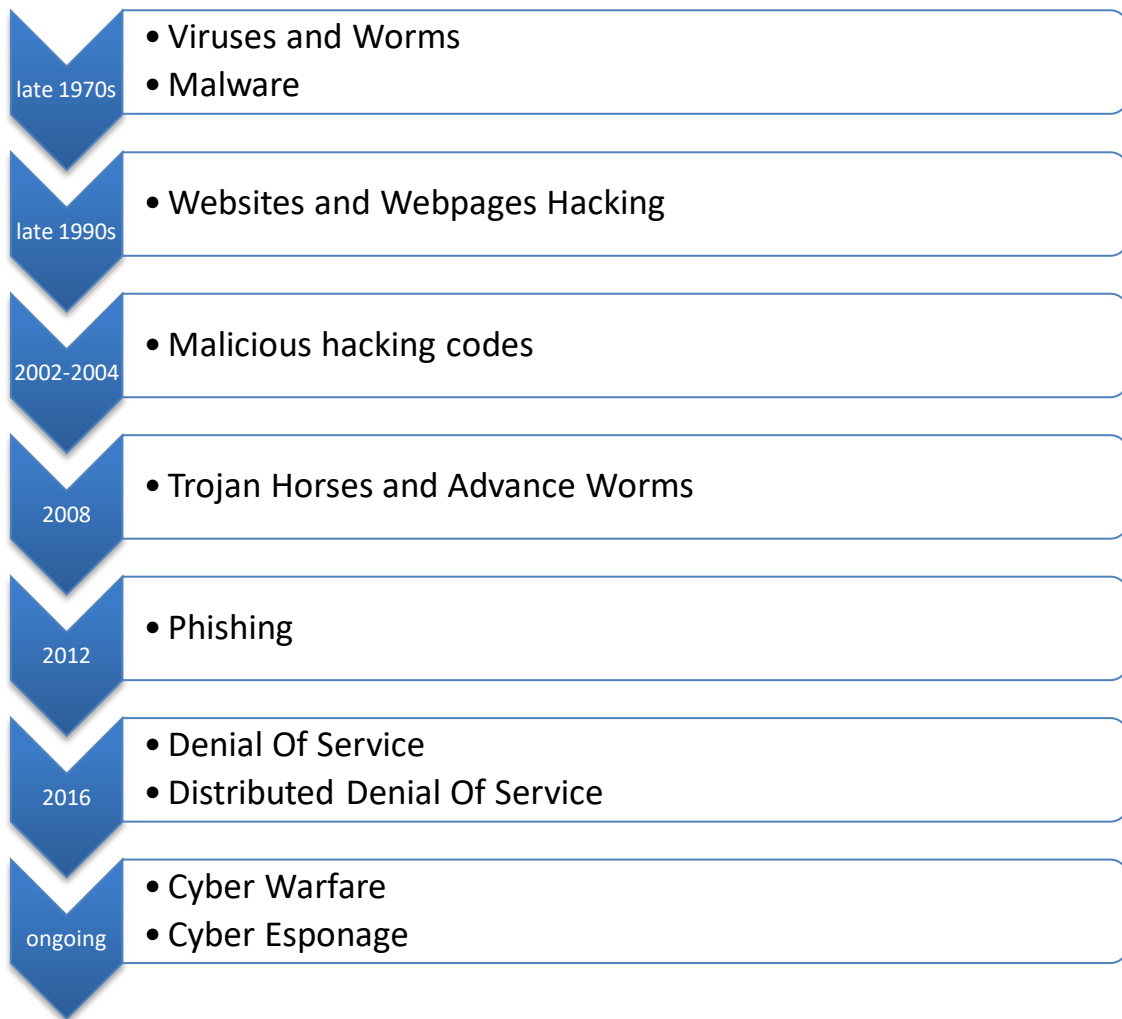 late 1970s
• Viruses and Worms
• Malware
late 1990s
• Websites and Webpages Hacking
2002-2004
• Malicious hacking codes
2008
• Trojan Horses and Advance Worms
2012
• Phishing
2016
• Denial Of Service
• Distributed Denial Of Service
ongoing
• Cyber Warfare
• Cyber Esponage